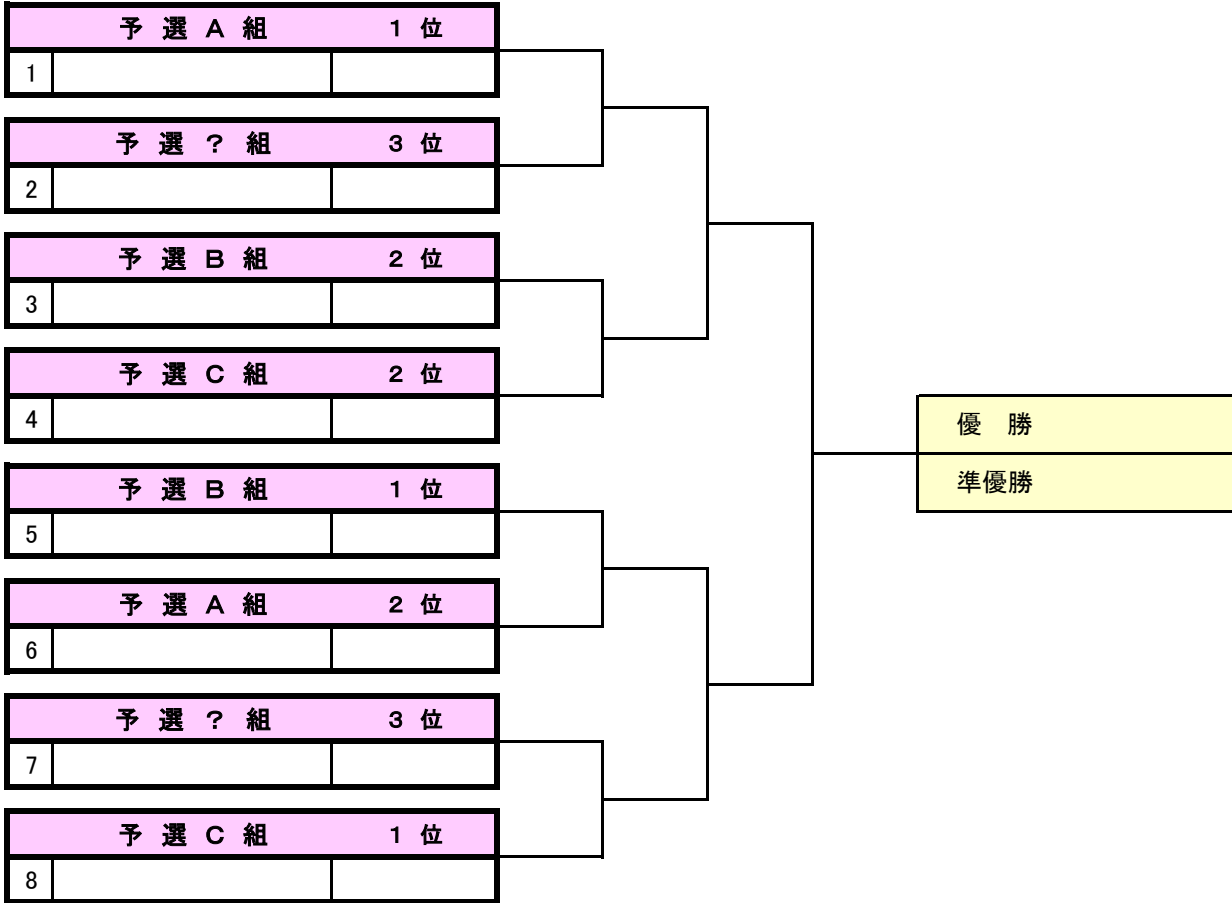 予 選 Ａ 組 １ 位
1
予 選 ？ 組 ３ 位
2
予 選 Ｂ 組 ２ 位
3
予 選 Ｃ 組 ２ 位
4
予 選 Ｂ 組 １ 位
5
予 選 Ａ 組 ２ 位
6
予 選 ？ 組 ３ 位
7
予 選 Ｃ 組 １ 位
8
優　勝
準優勝